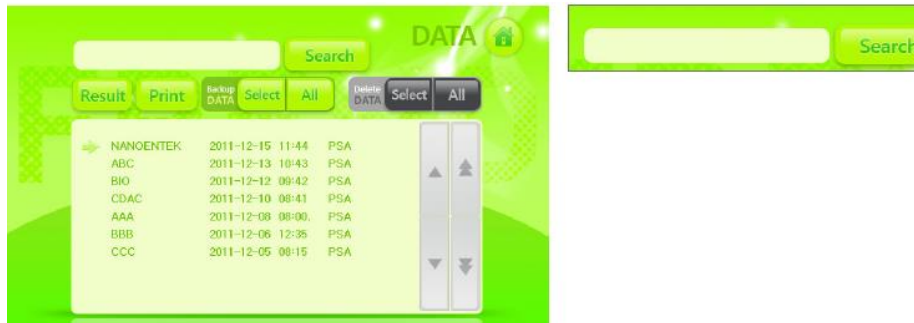 DATA
Search
Result Print Backup DATA Select All Delete DATA Select All
NANOENTEK 2011-12-15 11:44 PSA
ABC 2011-12-13 10:43 PSA
BIO 2011-12-12 09:42 PSA
CDAC 2011-12-10 08:41 PSA
AAA 2011-12-08 08:00. PSA
BBB 2011-12-06 12:35 PSA
CCC 2011-12-05 08:15 PSA
Search